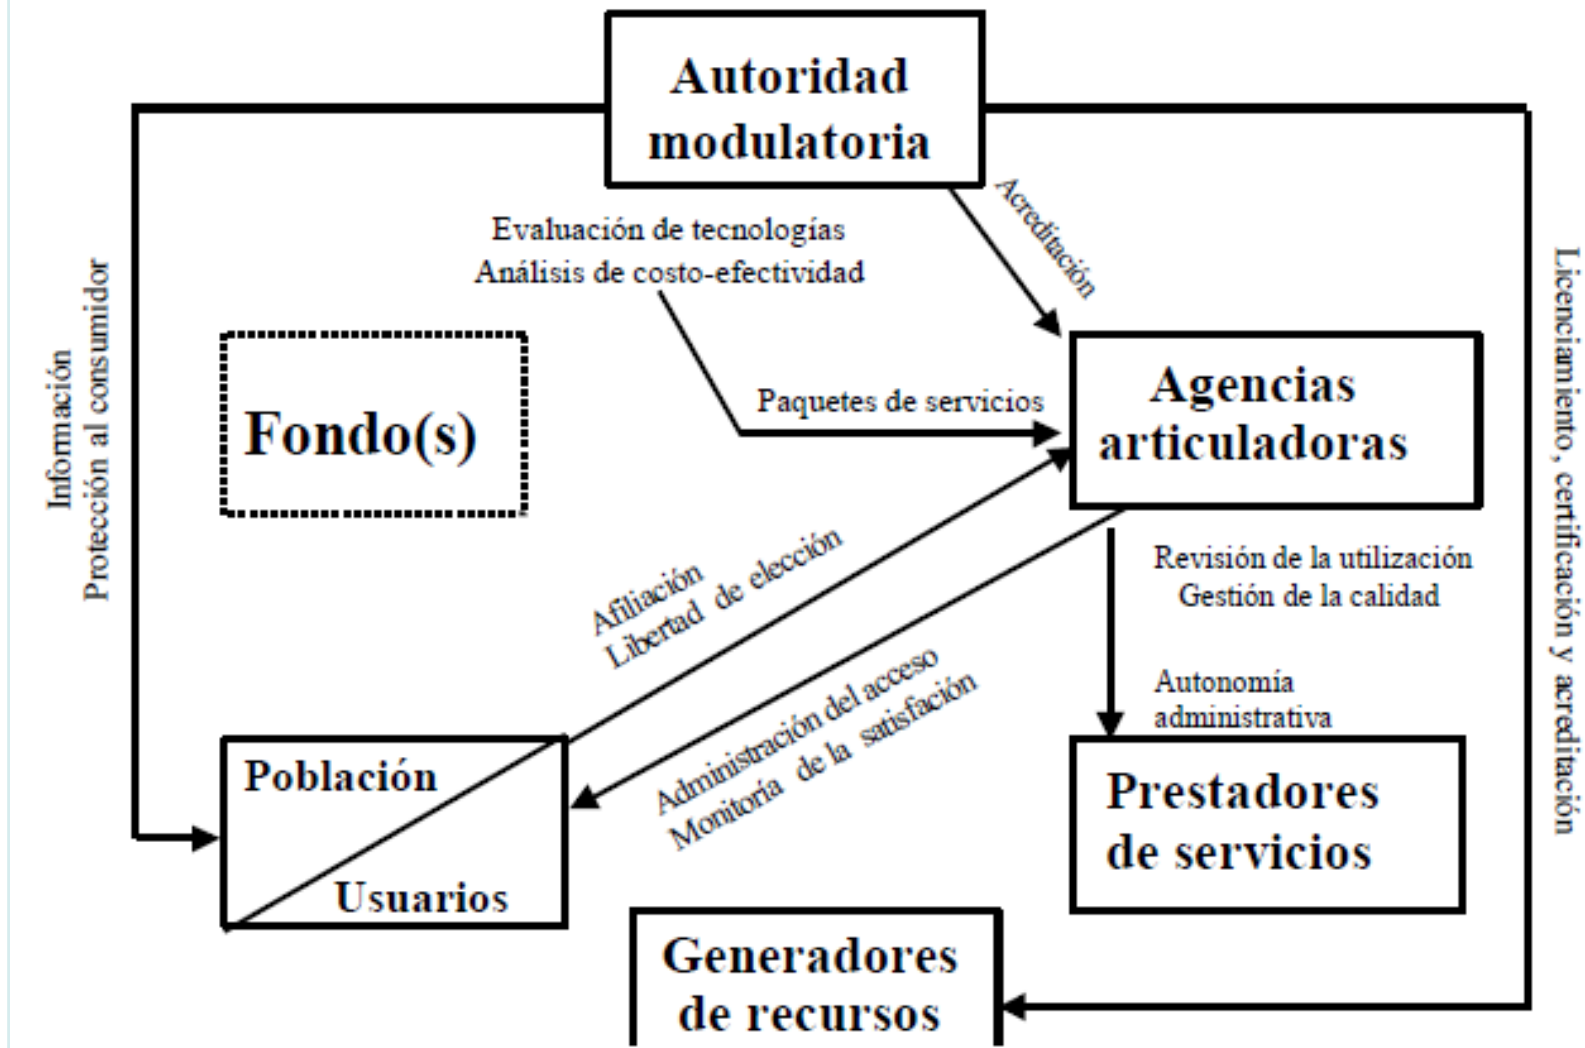 Autoridad
modulatoria
Acreditación
Evaluación de tecnologías
Análisis de costo-efectividad
Información
Protección al consumidor
Licenciamiento, certificación y acreditación
Fondo(s)
Paquetes de servicios
Agencias
articuladoras
Afiliación
Libertad de elección
Revisión de la utilización
Gestión de la calidad
Administración del acceso
Monitoría de la satisfacción
Autonomía
administrativa
Población
Usuarios
Prestadores
de servicios
Generadores
de recursos